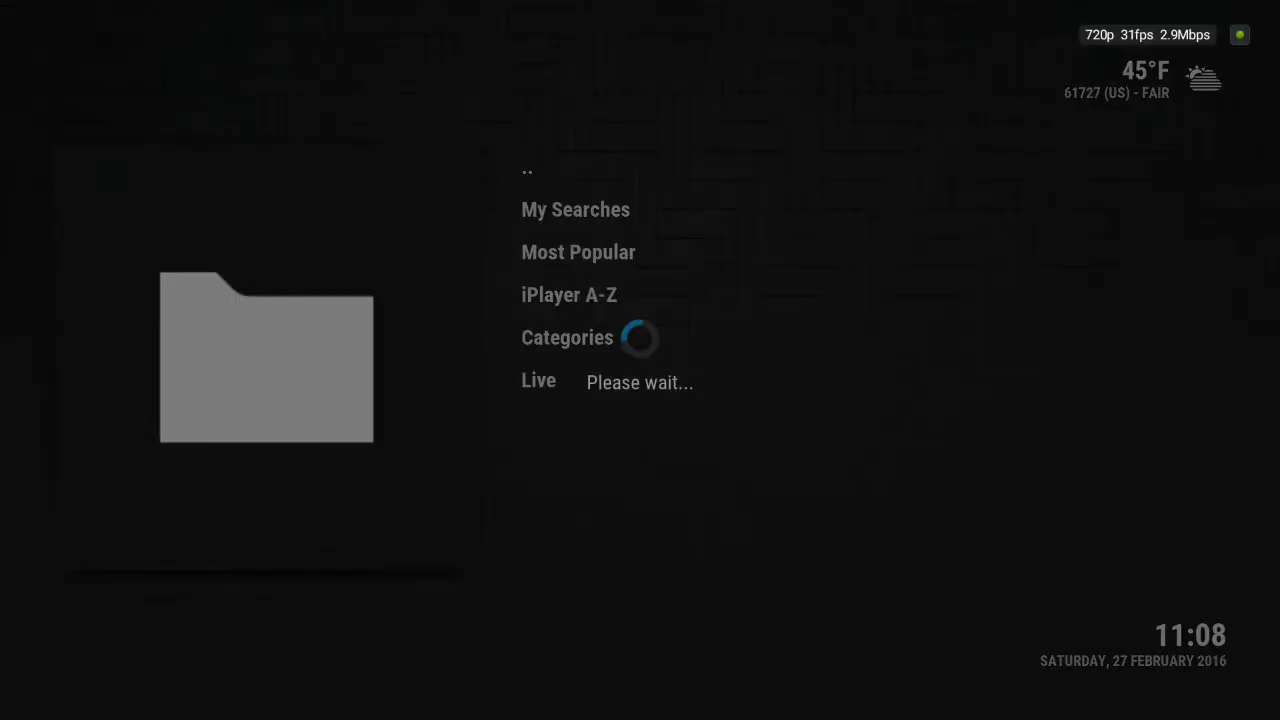 720p 31fps 2.9Mbps
45°F
61727 (US) - FAIR
..
My Searches
Most Popular
iPlayer A-Z
Categories
Live
Please wait...
11:08
SATURDAY, 27 FEBRUARY 2016